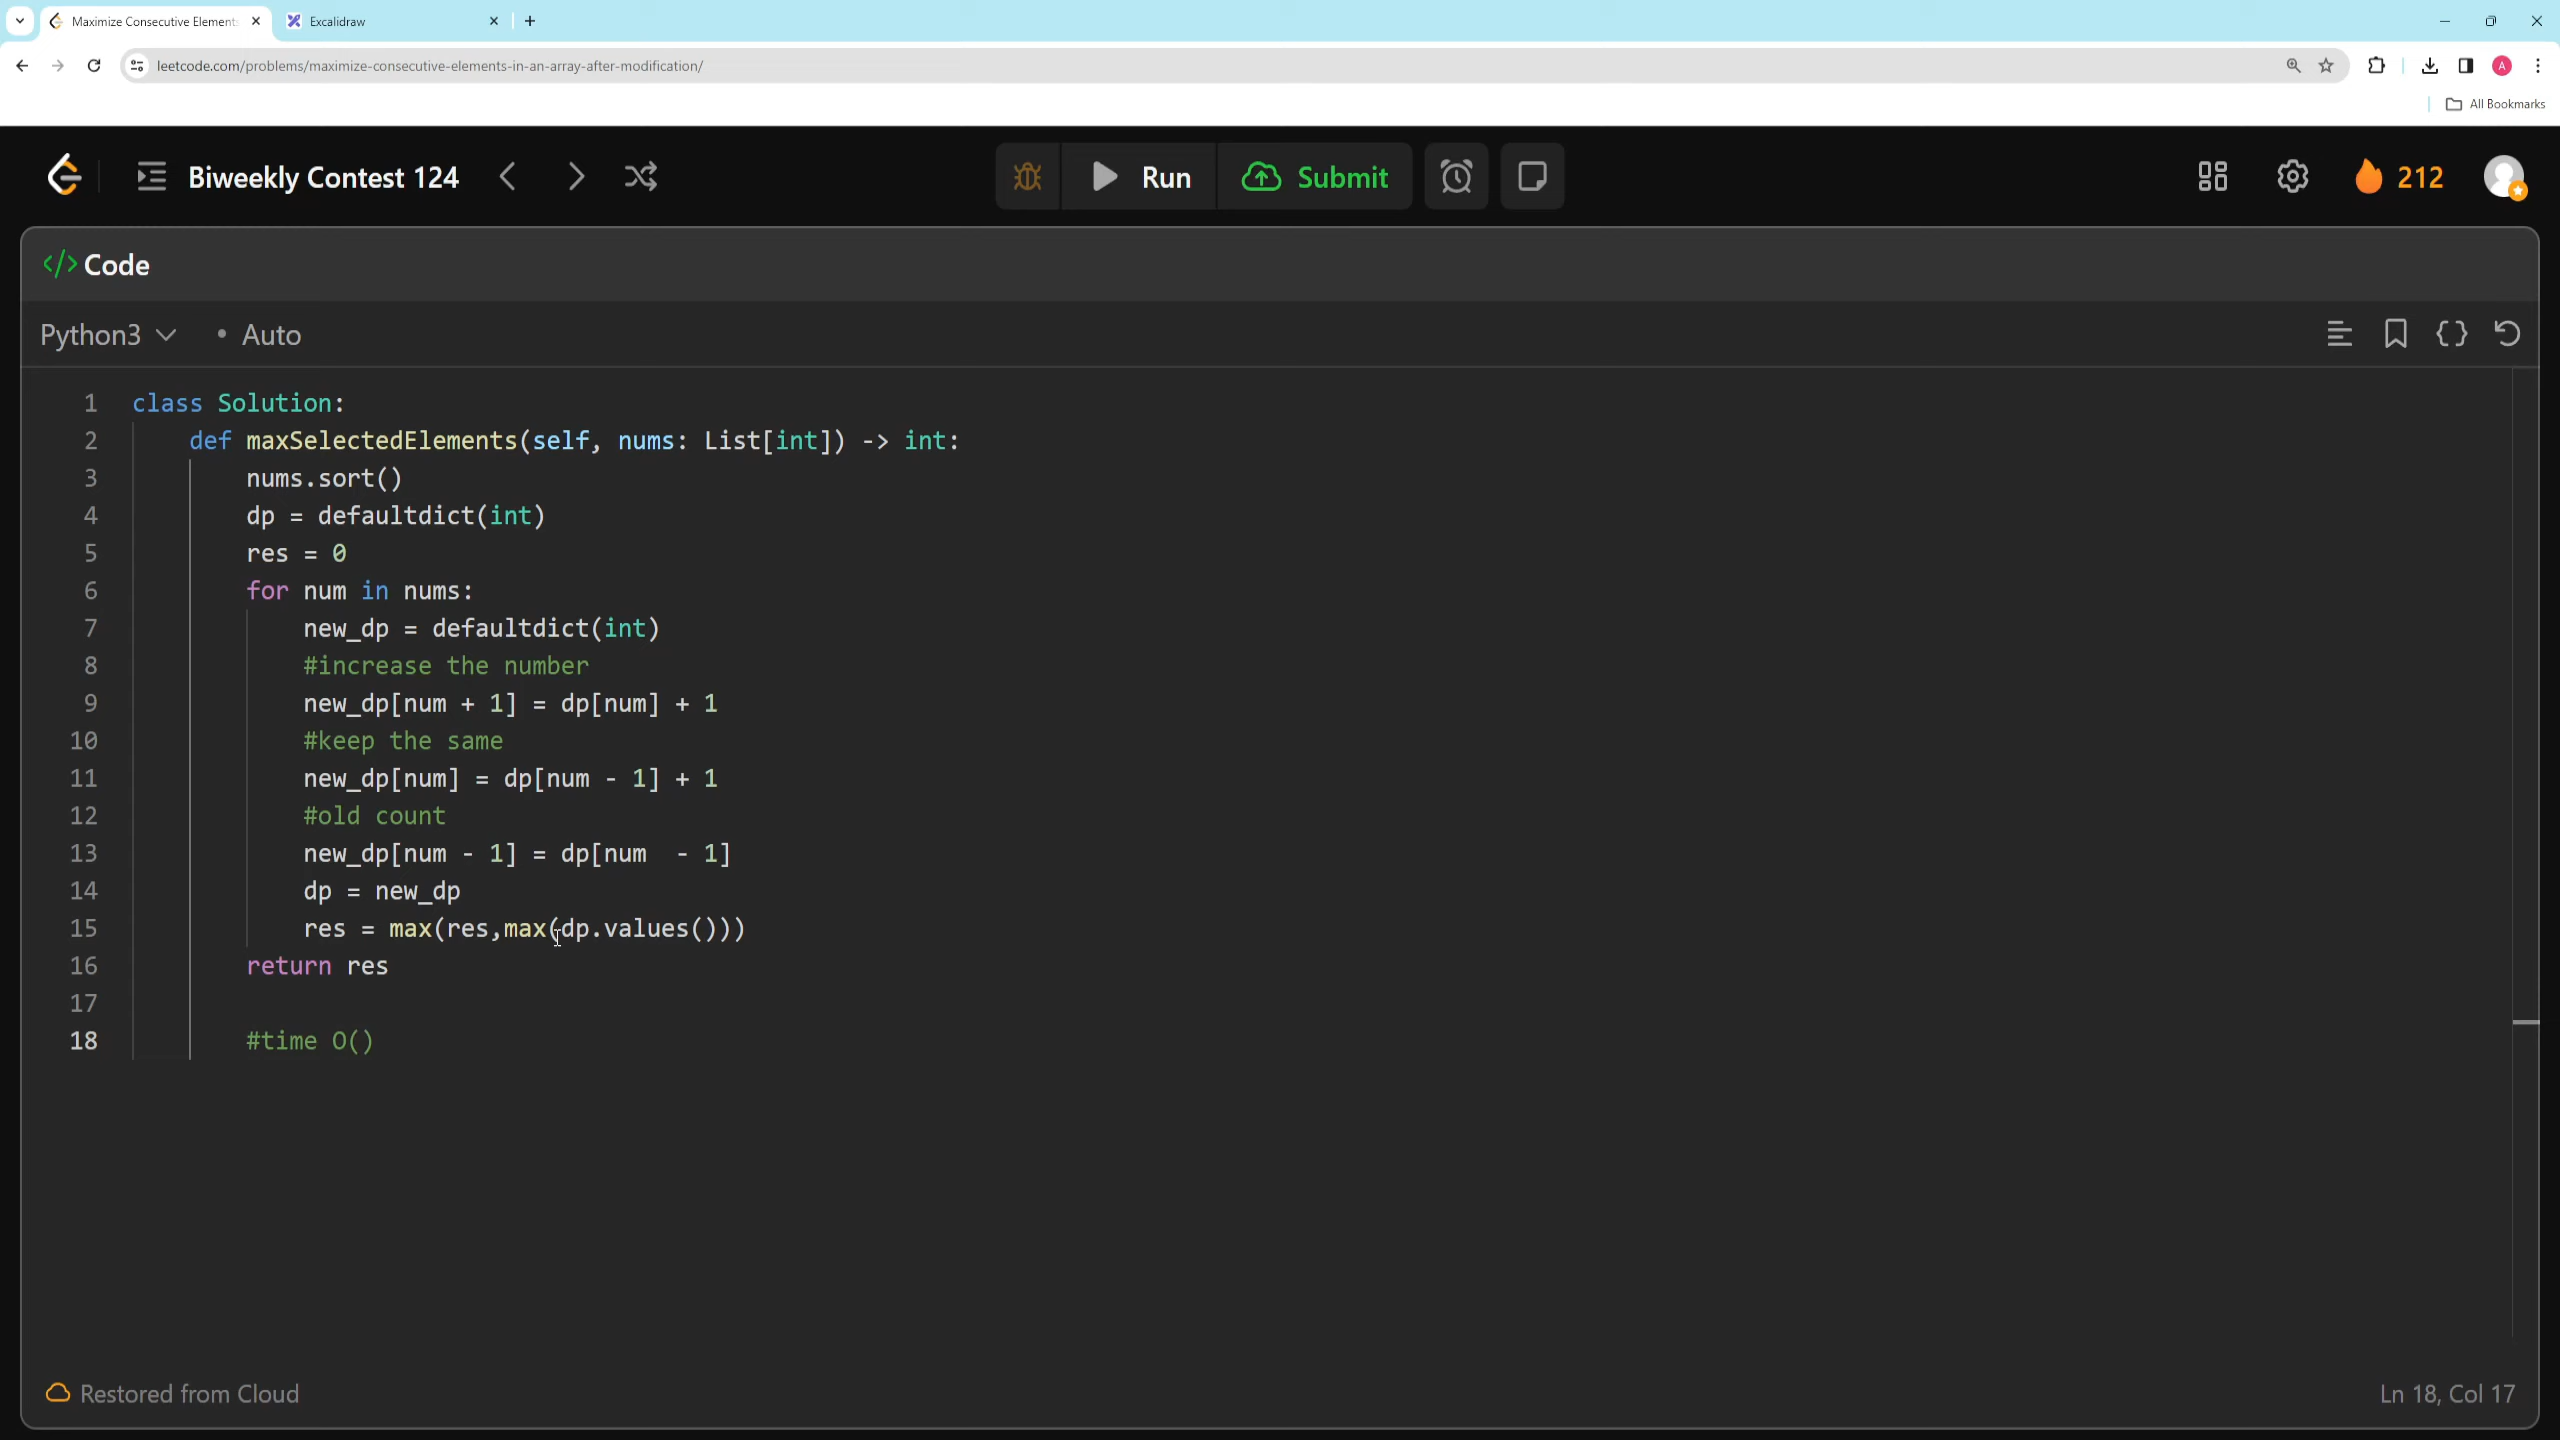 Maximize Consecutive Element
Excalidraw
leetcode.com/problems/maximize-consecutive-elements-in-an-array-after-modification/
A
All Bookmarks
Biweekly Contest 124
Run
Submit
212
</> Code
Python3
• Auto
1 class Solution:
2 def maxSelectedElements(self, nums: List[int]) -> int:
3 nums.sort()
4 dp = defaultdict(int)
5 res = 0
6 for num in nums:
7 new_dp = defaultdict(int)
8 #increase the number
9 new_dp[num + 1] = dp[num] + 1
10 #keep the same
11 new_dp[num] = dp[num - 1] + 1
12 #old count
13 new_dp[num - 1] = dp[num  - 1]
14 dp = new_dp
15 res = max(res,max(dp.values()))
16 return res
17
18 #time O()
Restored from Cloud
Ln 18, Col 17